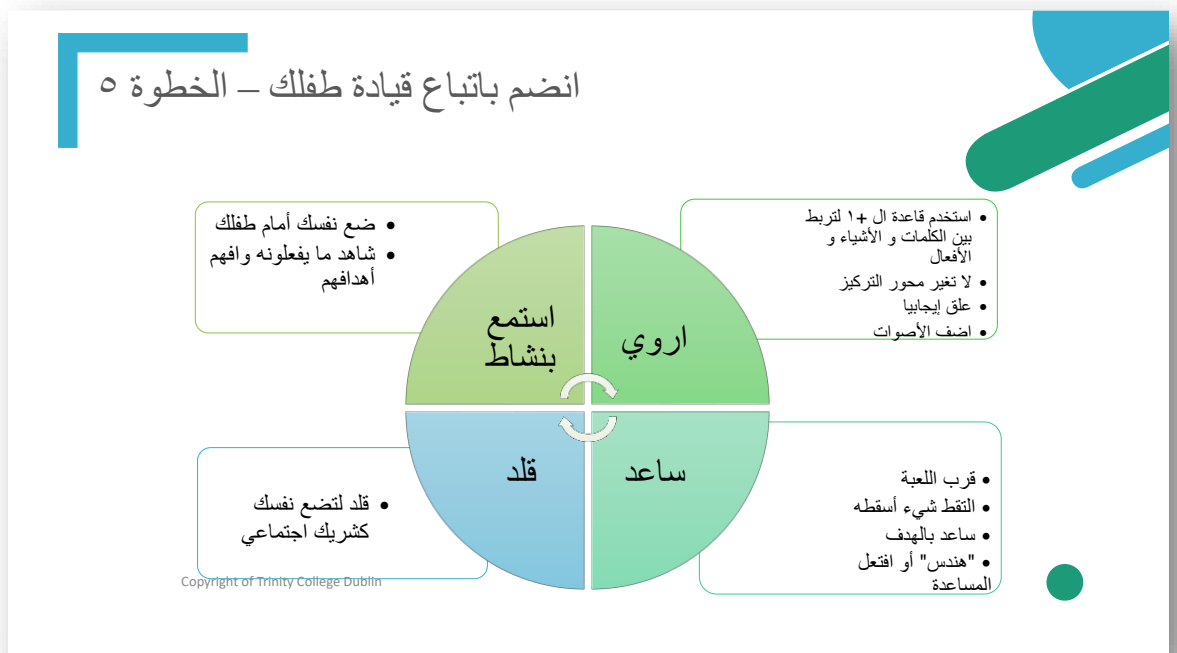 انضم باتباع قيادة طفلك – الخطوة ٥
• استخدم قاعدة ال +١ لتربط
بين الكلمات و الأشياء و
الأفعال
• لا تغير محور التركيز
• علق إيجابيا
• اضف الأصوات
اروي
• ضع نفسك أمام طفلك
• شاهد ما يفعلونه وافهم
أهدافهم
استمع
بنشاط
ساعد
• قرب اللعبة
• التقط شيء أسقطه
• ساعد بالهدف
• "هندس" أو افتعل
المساعدة
قلد
• قلد لتضع نفسك
كشريك اجتماعي
Copyright of Trinity College Dublin